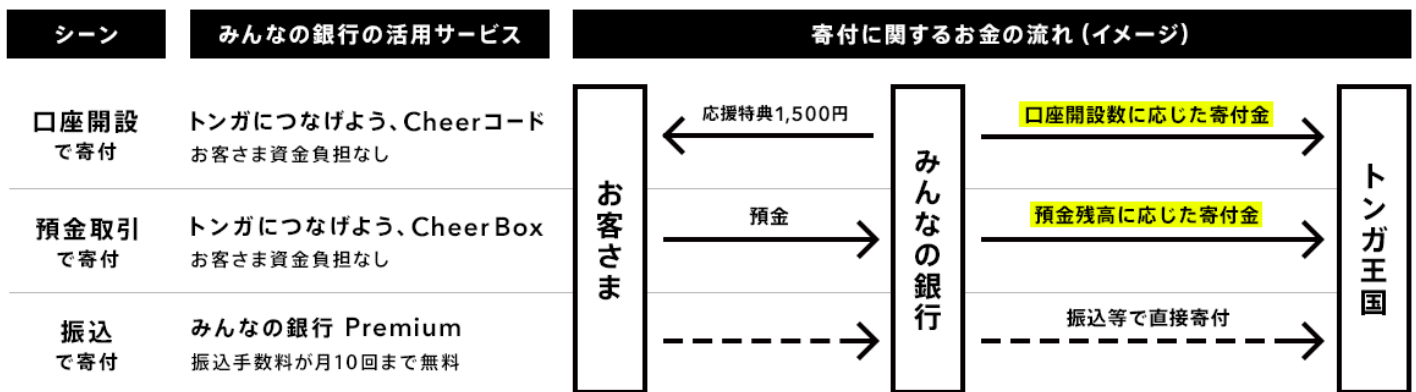 シーン
みんなの銀行の活用サービス
寄付に関するお金の流れ(イメージ)
口座開設
で寄付
トンガにつなげよう、Cheerコード
お客さま資金負担なし
応援特典1,500円
口座開設数に応じた寄付金
預金取引
で寄付
トンガにつなげよう、Cheer Box
お客さま資金負担なし
預金
預金残高に応じた寄付金
振込
で寄付
みんなの銀行 Premium
振込手数料が月10回まで無料
振込等で直接寄付
お客さま
みんなの銀行
トンガ王国